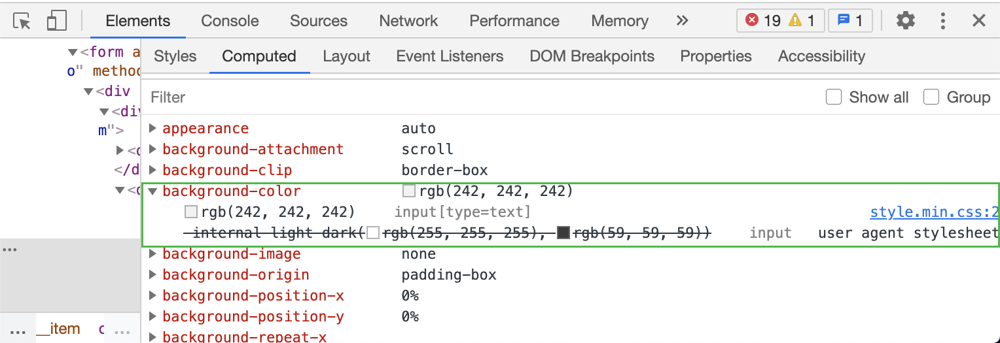 Elements Console Sources Network Performance Memory » 19 1 1
Styles Computed Layout Event Listeners DOM Breakpoints Properties Accessibility
Filter Show all Group
▼<form a
o" method
▼<div
▼<div
m">
▶<d
</d
▼<d
...
... __item ...
▶ appearance auto
▶ background-attachment scroll
▶ background-clip border-box
▼ background-color rgb(242, 242, 242)
rgb(242, 242, 242) input[type=text] style.min.css:2
-internal-light-dark(rgb(255, 255, 255), rgb(59, 59, 59)) input user agent stylesheet
▶ background-image none
▶ background-origin padding-box
▶ background-position-x 0%
▶ background-position-y 0%
▶ background-repeat-x